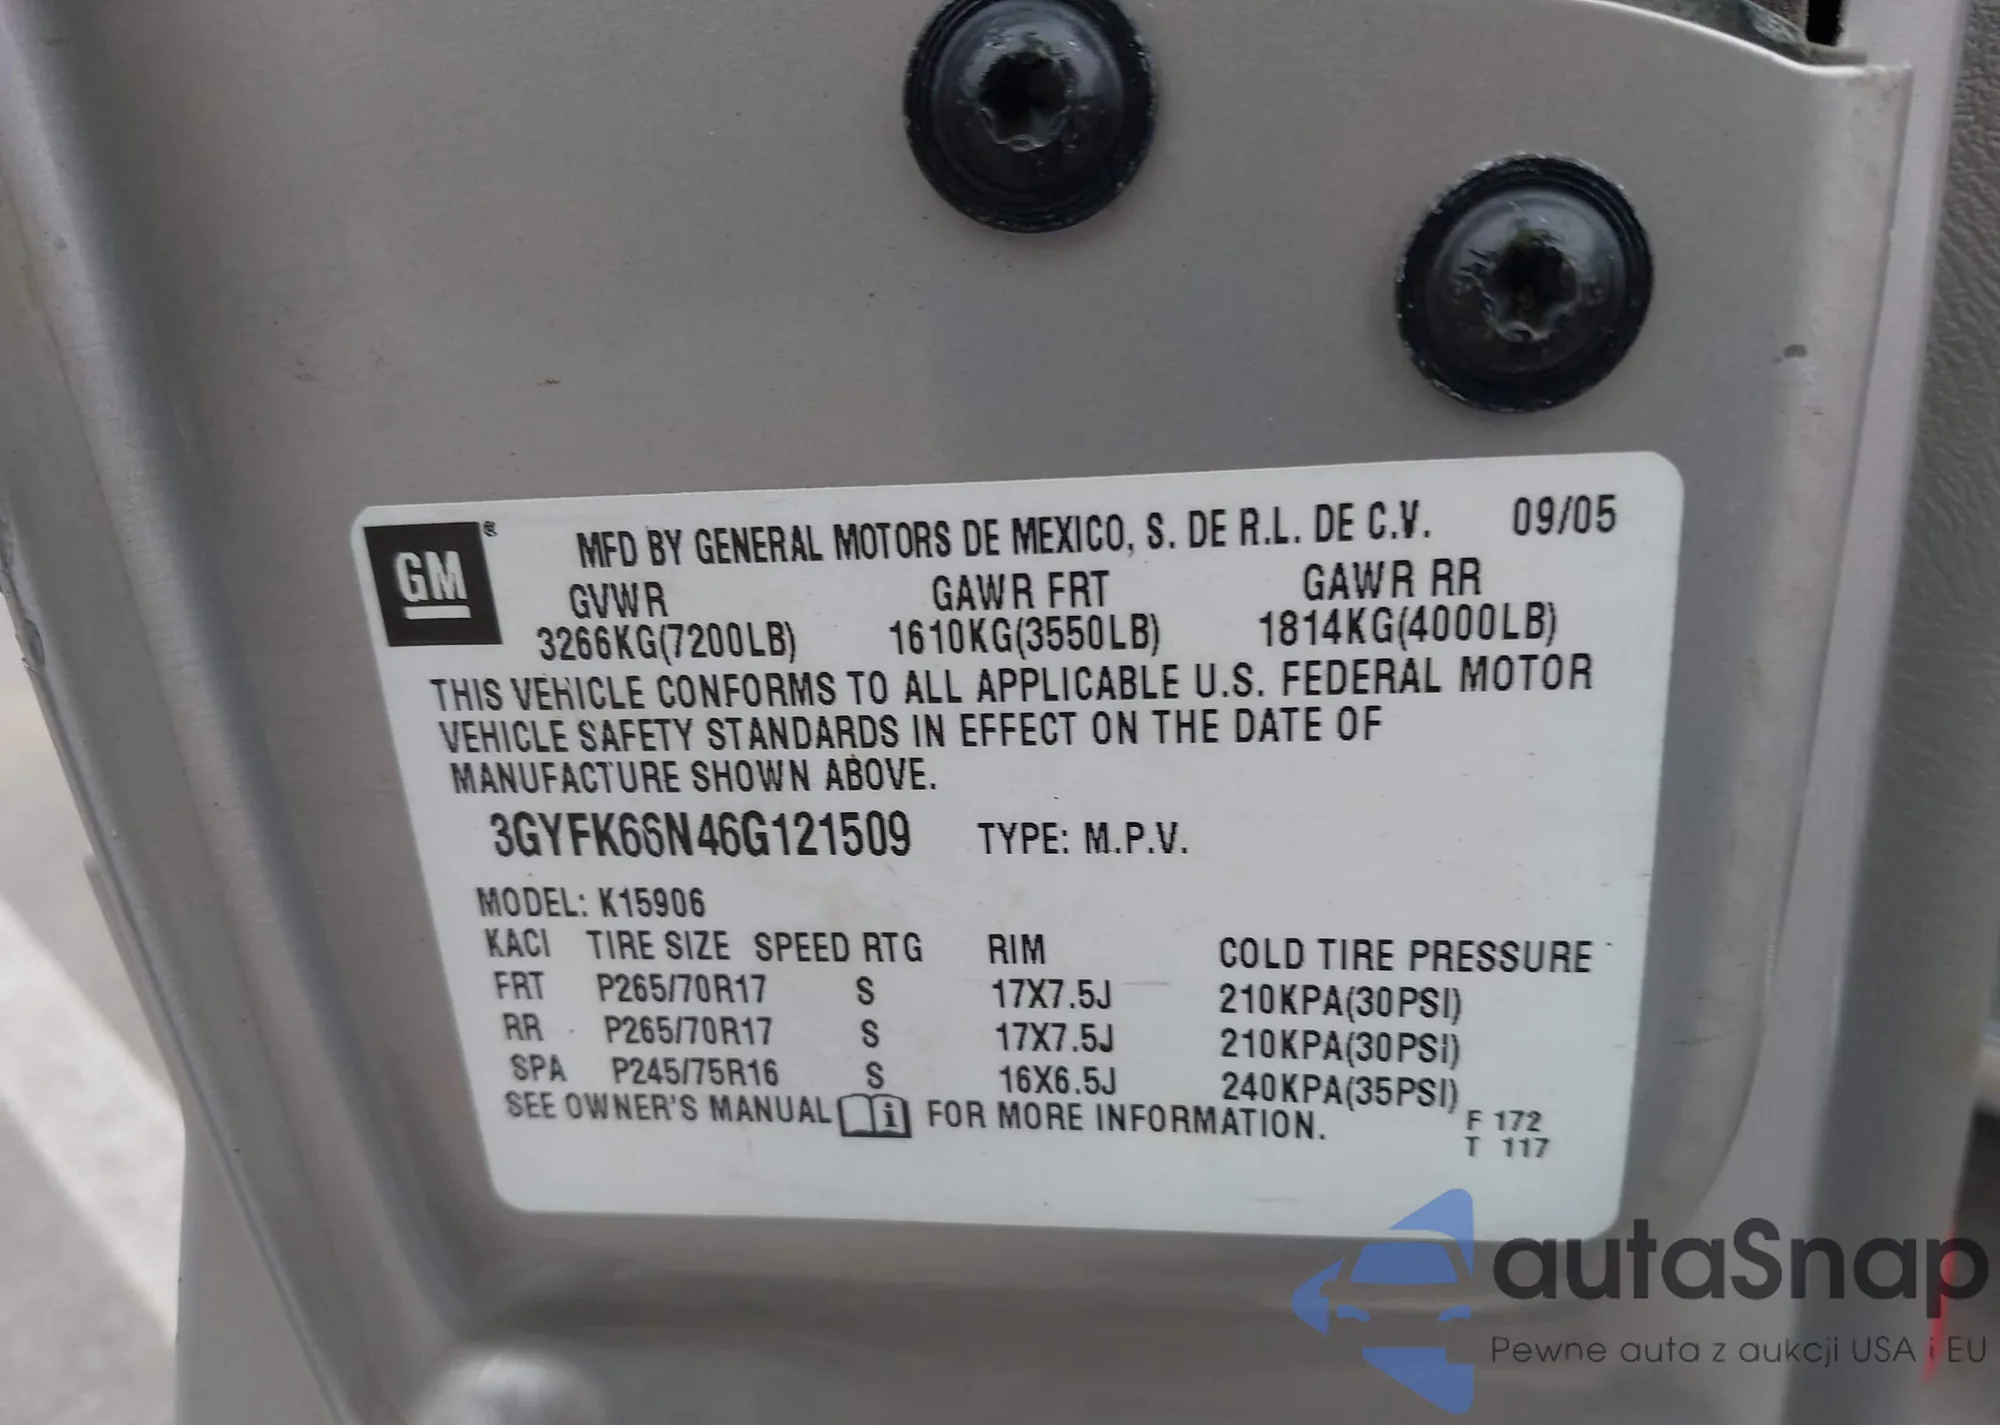 GM ®
MFD BY GENERAL MOTORS DE MEXICO, S. DE R.L. DE C.V. 09/05
GVWR GAWR FRT GAWR RR
3266KG(7200LB) 1610KG(3550LB) 1814KG(4000LB)
THIS VEHICLE CONFORMS TO ALL APPLICABLE U.S. FEDERAL MOTOR
VEHICLE SAFETY STANDARDS IN EFFECT ON THE DATE OF
MANUFACTURE SHOWN ABOVE.
3GYFK66N46G121509 TYPE: M.P.V.
MODEL: K15906
KACI TIRE SIZE SPEED RTG RIM COLD TIRE PRESSURE
FRT P265/70R17 S 17X7.5J 210KPA(30PSI)
RR P265/70R17 S 17X7.5J 210KPA(30PSI)
SPA P245/75R16 S 16X6.5J 240KPA(35PSI)
SEE OWNER'S MANUAL i FOR MORE INFORMATION.
F 172
T 117
autaSnap
Pewne auta z aukcji USA i EU